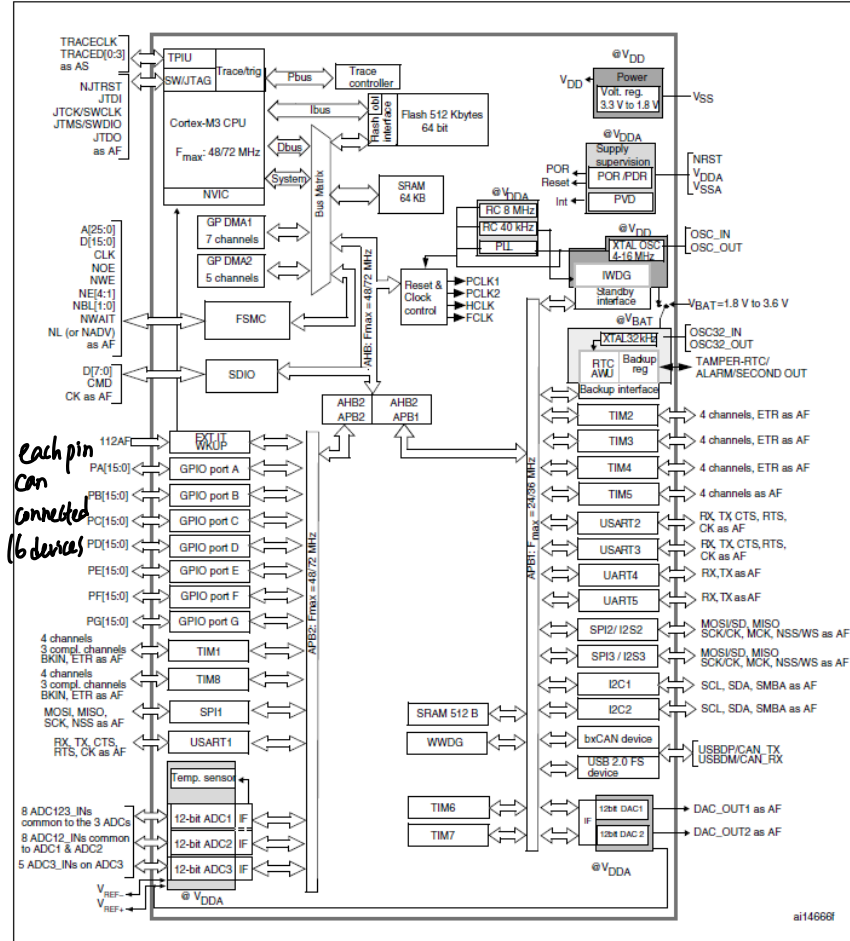 TRACECLK
TRACED[0:3]
as AS
NJTRST
JTDI
JTCK/SWCLK
JTMS/SWDIO
JTDO
as AF
TPIU
SW/JTAG
Trace/trig
Cortex-M3 CPU
Fmax: 48/72 MHz
NVIC
Pbus
Trace
controller
Ibus
Flash obl
interface
Flash 512 Kbytes
64 bit
Dbus
System
Bus Matrix
SRAM
64 KB
GP DMA1
7 channels
GP DMA2
5 channels
@VDD
Power
VDD
Volt. reg.
3.3 V to 1.8 V
VSS
@VDDA
Supply
supervision
POR
Reset
Int
POR /PDR
PVD
NRST
VDDA
VSSA
@VDDA
RC 8 MHz
RC 40 kHz
PLL
@VDD
XTAL OSC
4-16 MHz
OSC_IN
OSC_OUT
IWDG
Standby
interface
VBAT=1.8 V to 3.6 V
Reset &
Clock
control
PCLK1
PCLK2
HCLK
FCLK
A[25:0]
D[15:0]
CLK
NOE
NWE
NE[4:1]
NBL[1:0]
NWAIT
NL (or NADV)
as AF
FSMC
D[7:0]
CMD
CK as AF
SDIO
AHB: Fmax = 48/72 MHz
@VBAT
XTAL32kHz
OSC32_IN
OSC32_OUT
RTC
AWU
Backup
reg
TAMPER-RTC/
ALARM/SECOND OUT
Backup interface
AHB2
APB2
AHB2
APB1
112AF
EXT.IT
WKUP
each pin
can
connected
16 devices
PA[15:0]
GPIO port A
PB[15:0]
GPIO port B
PC[15:0]
GPIO port C
PD[15:0]
GPIO port D
PE[15:0]
GPIO port E
PF[15:0]
GPIO port F
PG[15:0]
GPIO port G
4 channels
3 compl. channels
BKIN, ETR as AF
TIM1
4 channels
3 compl. channels
BKIN, ETR as AF
TIM8
MOSI, MISO,
SCK, NSS as AF
SPI1
RX, TX, CTS,
RTS, CK as AF
USART1
APB2: Fmax = 48/72 MHz
Temp. sensor
8 ADC123_INs
common to the 3 ADCs
12-bit ADC1
IF
8 ADC12_INs common
to ADC1 & ADC2
12-bit ADC2
IF
5 ADC3_INs on ADC3
12-bit ADC3
IF
VREF–
VREF+
@ VDDA
APB1: Fmax = 24/36 MHz
TIM2
4 channels, ETR as AF
TIM3
4 channels, ETR as AF
TIM4
4 channels, ETR as AF
TIM5
4 channels as AF
USART2
RX, TX, CTS, RTS,
CK as AF
USART3
RX, TX, CTS, RTS,
CK as AF
UART4
RX,TX as AF
UART5
RX,TX as AF
SPI2/ I2S2
MOSI/SD, MISO
SCK/CK, MCK, NSS/WS as AF
SPI3 / I2S3
MOSI/SD, MISO
SCK/CK, MCK, NSS/WS as AF
I2C1
SCL, SDA, SMBA as AF
I2C2
SCL, SDA, SMBA as AF
SRAM 512 B
WWDG
bxCAN device
USB 2.0 FS
device
USBDP/CAN_TX
USBDM/CAN_RX
TIM6
TIM7
IF
12bit DAC1
12bit DAC 2
DAC_OUT1 as AF
DAC_OUT2 as AF
@VDDA
ai14666f